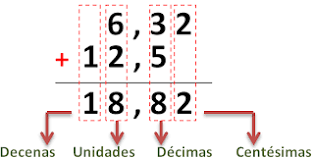 6,32
+ 12,5
18,82
Decenas Unidades Décimas Centésimas